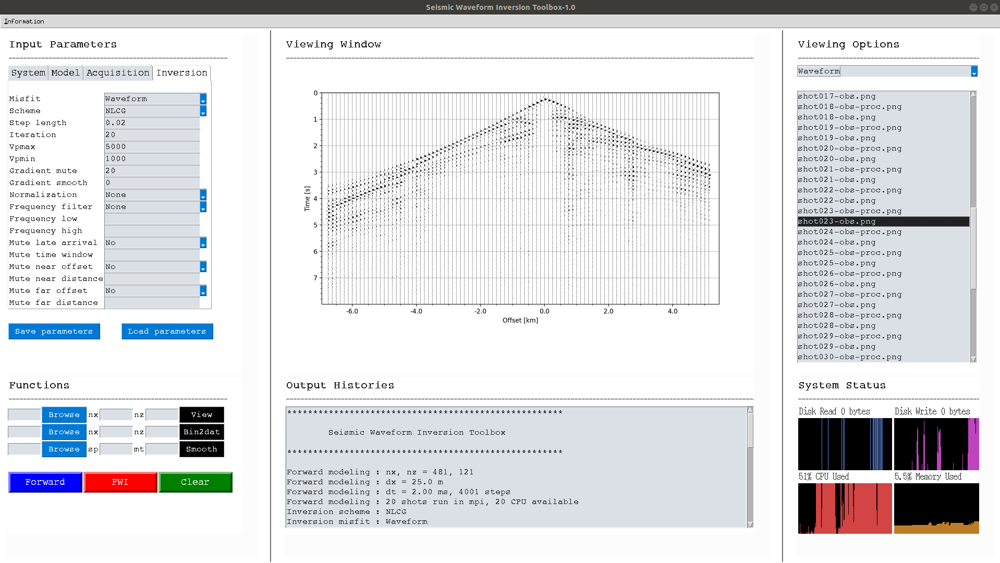 Seismic Waveform Inversion Toolbox-1.0
Information
Input Parameters
System Model Acquisition Inversion
Misfit Waveform
Scheme NLCG
Step length 0.02
Iteration 20
Vpmax 5000
Vpmin 1000
Gradient mute 20
Gradient smooth 0
Normalization None
Frequency filter None
Frequency low
Frequency high
Mute late arrival No
Mute time window
Mute near offset No
Mute near distance
Mute far offset No
Mute far distance
Save parameters Load parameters
Functions
Browse nx nz View
Browse nx nz Bin2dat
Browse sp mt Smooth
Forward FWI Clear
Viewing Window
0
1
2
3
4
5
6
7
Time [s]
-6.0 -4.0 -2.0 0.0 2.0 4.0
Offset [km]
Output Histories
*****************************************************
Seismic Waveform Inversion Toolbox
*****************************************************
Forward modeling : nx, nz = 481, 121
Forward modeling : dx = 25.0 m
Forward modeling : dt = 2.00 ms, 4001 steps
Forward modeling : 20 shots run in mpi, 20 CPU available
Inversion scheme : NLCG
Inversion misfit : Waveform
Viewing Options
Waveform
shot017-obs.png
shot018-obs-proc.png
shot018-obs.png
shot019-obs-proc.png
shot019-obs.png
shot020-obs-proc.png
shot020-obs.png
shot021-obs-proc.png
shot021-obs.png
shot022-obs-proc.png
shot022-obs.png
shot023-obs-proc.png
shot023-obs.png
shot024-obs-proc.png
shot024-obs.png
shot025-obs-proc.png
shot025-obs.png
shot026-obs-proc.png
shot026-obs.png
shot027-obs-proc.png
shot027-obs.png
shot028-obs-proc.png
shot028-obs.png
shot029-obs-proc.png
shot029-obs.png
shot030-obs-proc.png
System Status
Disk Read 0 bytes Disk Write 0 bytes
51% CPU Used 5.5% Memory Used